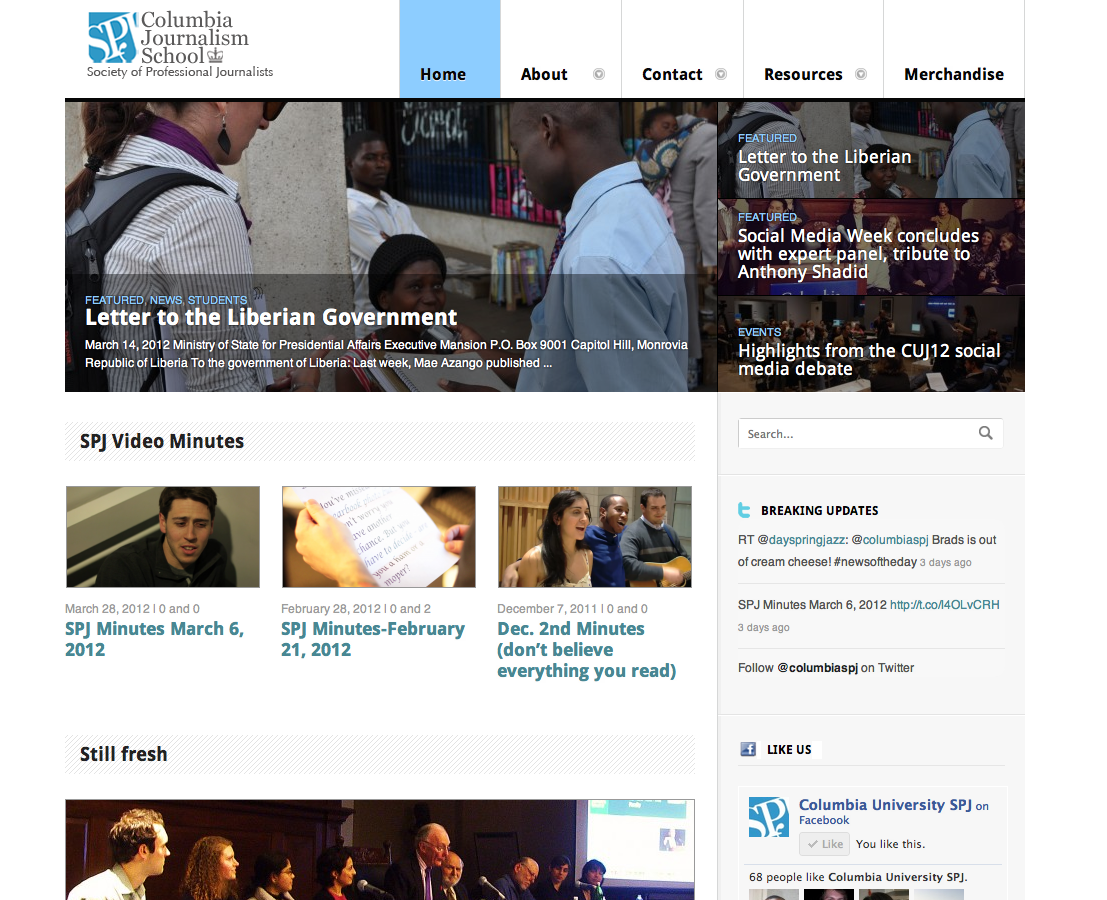 SPJ
Columbia
Journalism
School
Society of Professional Journalists
Home
About
Contact
Resources
Merchandise
FEATURED, NEWS, STUDENTS
Letter to the Liberian Government
March 14, 2012 Ministry of State for Presidential Affairs Executive Mansion P.O. Box 9001 Capitol Hill, Monrovia
Republic of Liberia To the government of Liberia: Last week, Mae Azango published ...
FEATURED
Letter to the Liberian
Government
FEATURED
Social Media Week concludes
with expert panel, tribute to
Anthony Shadid
EVENTS
Highlights from the CUJ12 social
media debate
Search...
SPJ Video Minutes
March 28, 2012 | 0 and 0
SPJ Minutes March 6,
2012
February 28, 2012 | 0 and 2
SPJ Minutes-February
21, 2012
December 7, 2011 | 0 and 0
Dec. 2nd Minutes
(don't believe
everything you read)
BREAKING UPDATES
RT @dayspringjazz: @columbiaspj Brads is out
of cream cheese! #newsoftheday 3 days ago
SPJ Minutes March 6, 2012 http://t.co/l4OLvCRH
3 days ago
Follow @columbiaspj on Twitter
Still fresh
LIKE US
SPJ
Columbia University SPJ on
Facebook
Like
You like this.
68 people like Columbia University SPJ.